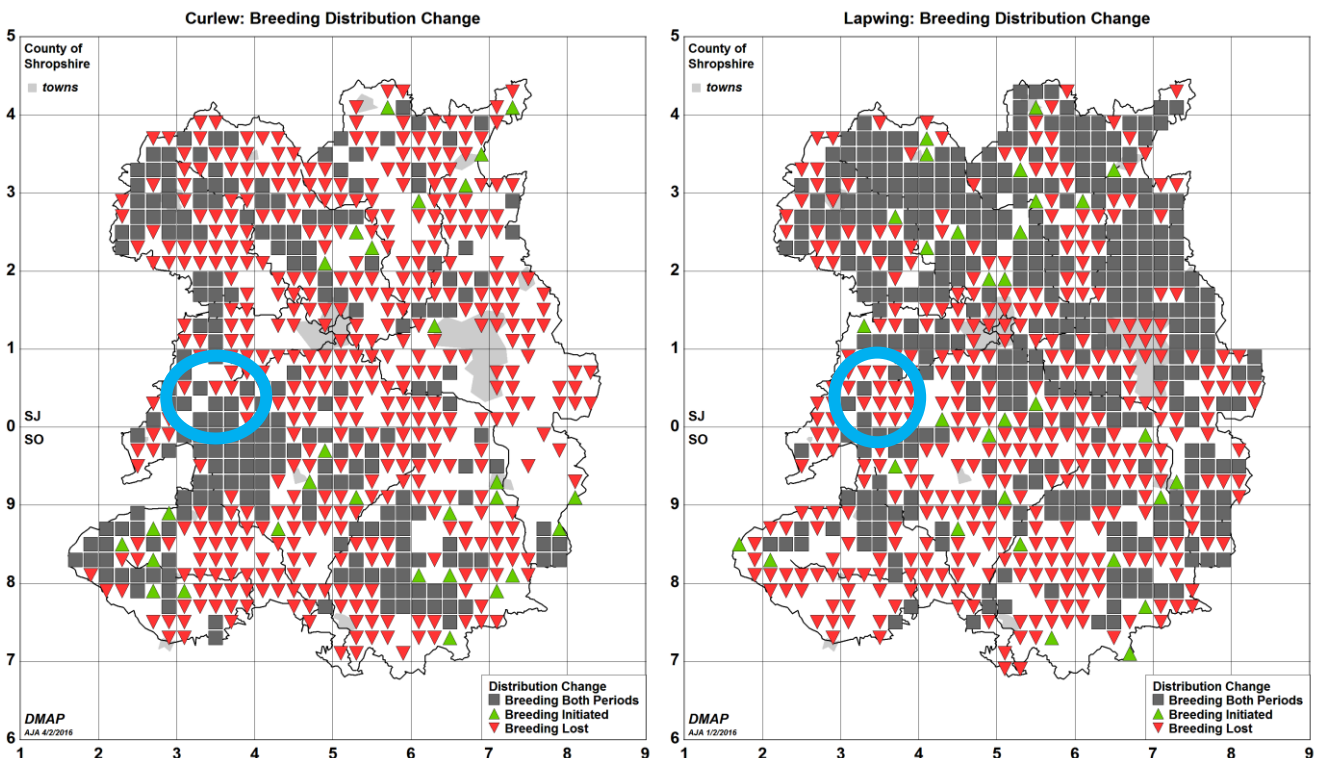 Curlew: Breeding Distribution Change
5
County of
Shropshire
towns
4
3
2
1
SJ
0
SO
9
8
7
6
DMAP
AJA 4/2/2016
Distribution Change
Breeding Both Periods
Breeding Initiated
Breeding Lost
1 2 3 4 5 6 7 8 9
Lapwing: Breeding Distribution Change
5
County of
Shropshire
towns
4
3
2
1
SJ
0
SO
9
8
7
6
DMAP
AJA 1/2/2016
Distribution Change
Breeding Both Periods
Breeding Initiated
Breeding Lost
1 2 3 4 5 6 7 8 9